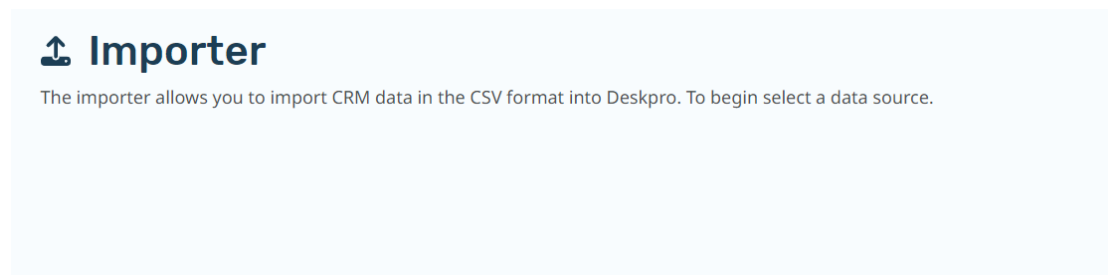 Importer
The importer allows you to import CRM data in the CSV format into Deskpro. To begin select a data source.